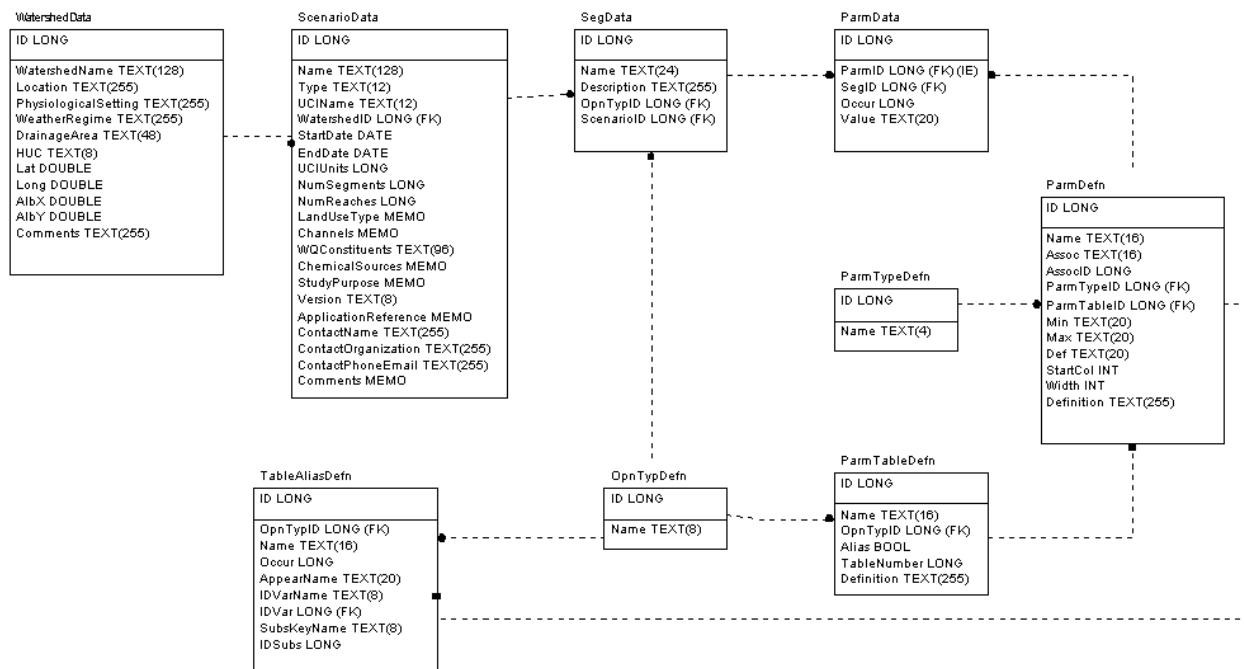 WatershedData
ID LONG
WatershedName TEXT(128)
Location TEXT(255)
PhysiologicalSetting TEXT(255)
WeatherRegime TEXT(255)
DrainageArea TEXT(48)
HUC TEXT(8)
Lat DOUBLE
Long DOUBLE
AlbX DOUBLE
AlbY DOUBLE
Comments TEXT(255)
ScenarioData
ID LONG
Name TEXT(128)
Type TEXT(12)
UCIName TEXT(12)
WatershedID LONG (FK)
StartDate DATE
EndDate DATE
UCIUnits LONG
NumSegments LONG
NumReaches LONG
LandUseType MEMO
Channels MEMO
WQConstituents TEXT(96)
ChemicalSources MEMO
StudyPurpose MEMO
Version TEXT(8)
ApplicationReference MEMO
ContactName TEXT(255)
ContactOrganization TEXT(255)
ContactPhoneEmail TEXT(255)
Comments MEMO
SegData
ID LONG
Name TEXT(24)
Description TEXT(255)
OpnTypID LONG (FK)
ScenarioID LONG (FK)
ParmData
ID LONG
ParmID LONG (FK) (IE)
SegID LONG (FK)
Occur LONG
Value TEXT(20)
ParmDefn
ID LONG
Name TEXT(16)
Assoc TEXT(16)
AssocID LONG
ParmTypeID LONG (FK)
ParmTableID LONG (FK)
Min TEXT(20)
Max TEXT(20)
Def TEXT(20)
StartCol INT
Width INT
Definition TEXT(255)
ParmTypeDefn
ID LONG
Name TEXT(4)
TableAliasDefn
ID LONG
OpnTypID LONG (FK)
Name TEXT(16)
Occur LONG
AppearName TEXT(20)
IDVarName TEXT(8)
IDVar LONG (FK)
SubsKeyName TEXT(8)
IDSubs LONG
OpnTypDefn
ID LONG
Name TEXT(8)
ParmTableDefn
ID LONG
Name TEXT(16)
OpnTypID LONG (FK)
Alias BOOL
TableNumber LONG
Definition TEXT(255)